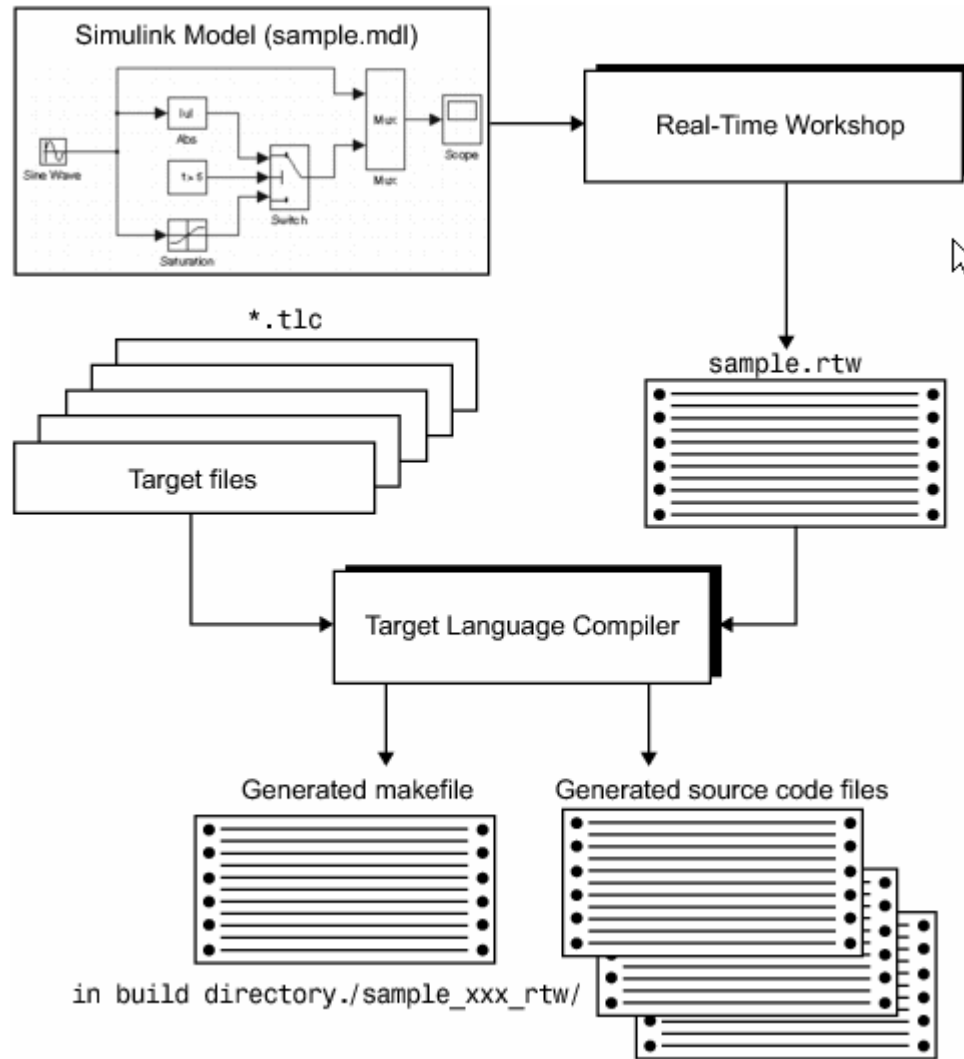 Simulink Model (sample.mdl)
|u|
Abs
Sine Wave
t > 5
Switch
Saturation
Mux
Mux
Scope
Real-Time Workshop
*.tlc
Target files
sample.rtw
Target Language Compiler
Generated makefile
Generated source code files
in build directory./sample_xxx_rtw/